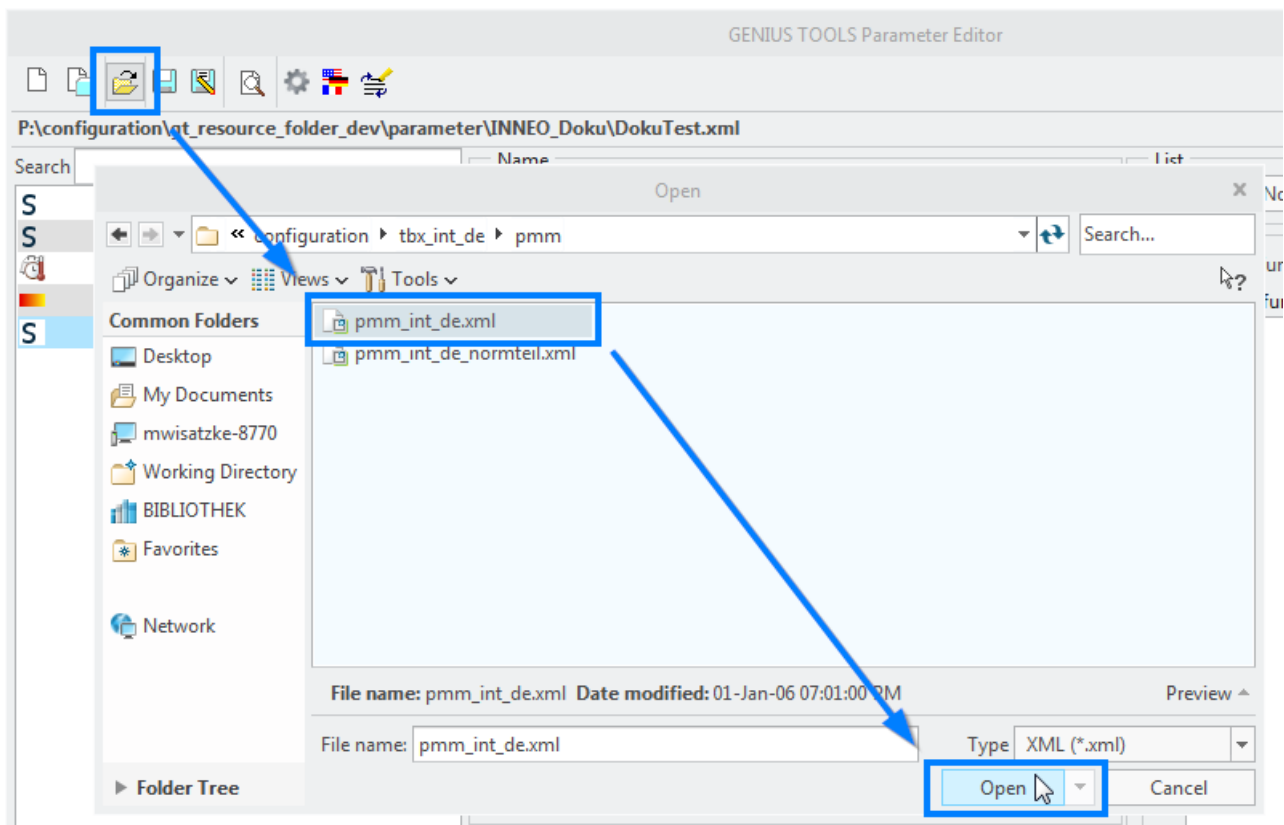 GENIUS TOOLS Parameter Editor
P:\configuration\gt_resource_folder_dev\parameter\INNEO_Doku\DokuTest.xml
Search
Name
List
Open
No
S
S
S
« configuration ▸ tbx_int_de ▸ pmm
Search...
Organize
Views
Tools
?
Common Folders
Desktop
My Documents
mwisatzke-8770
Working Directory
BIBLIOTHEK
Favorites
Network
Folder Tree
pmm_int_de.xml
pmm_int_de_normteil.xml
File name: pmm_int_de.xml Date modified: 01-Jan-06 07:01:00 PM
Preview
File name: pmm_int_de.xml
Type XML (*.xml)
Open
Cancel